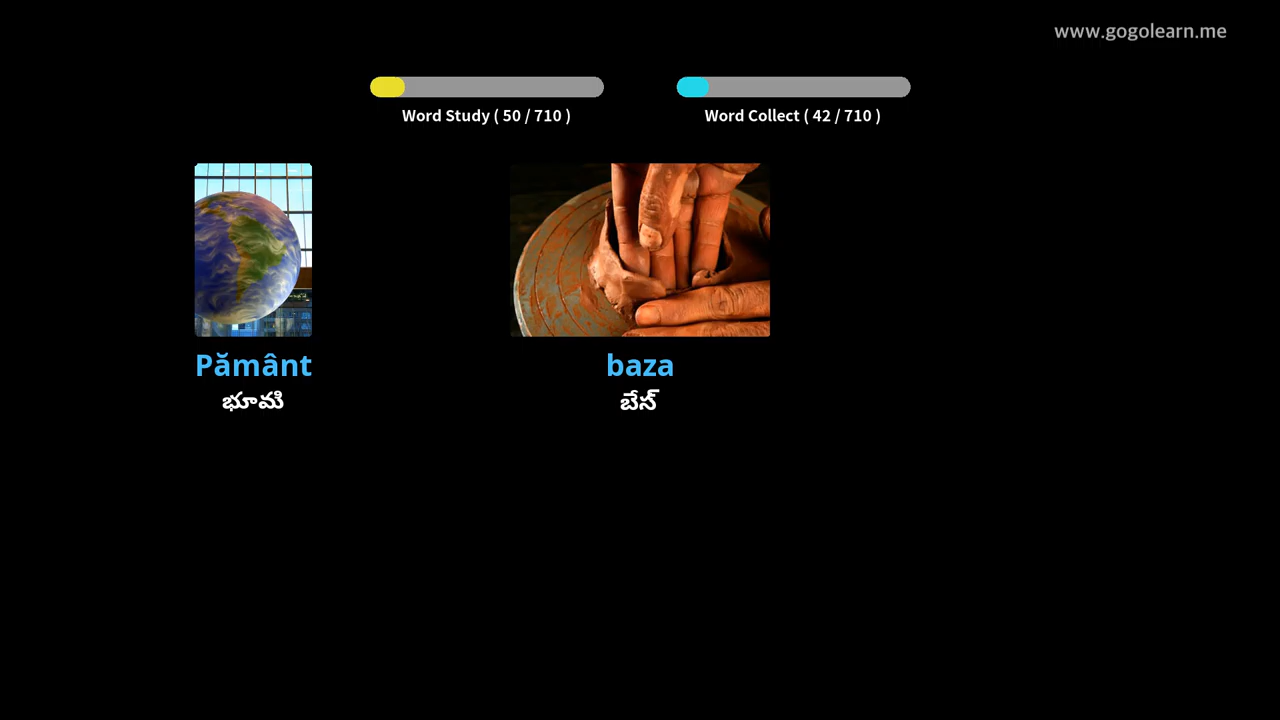 www.gogolearn.me
Word Study ( 50 / 710 )
Word Collect ( 42 / 710 )
Pământ
భూమి
baza
బేస్